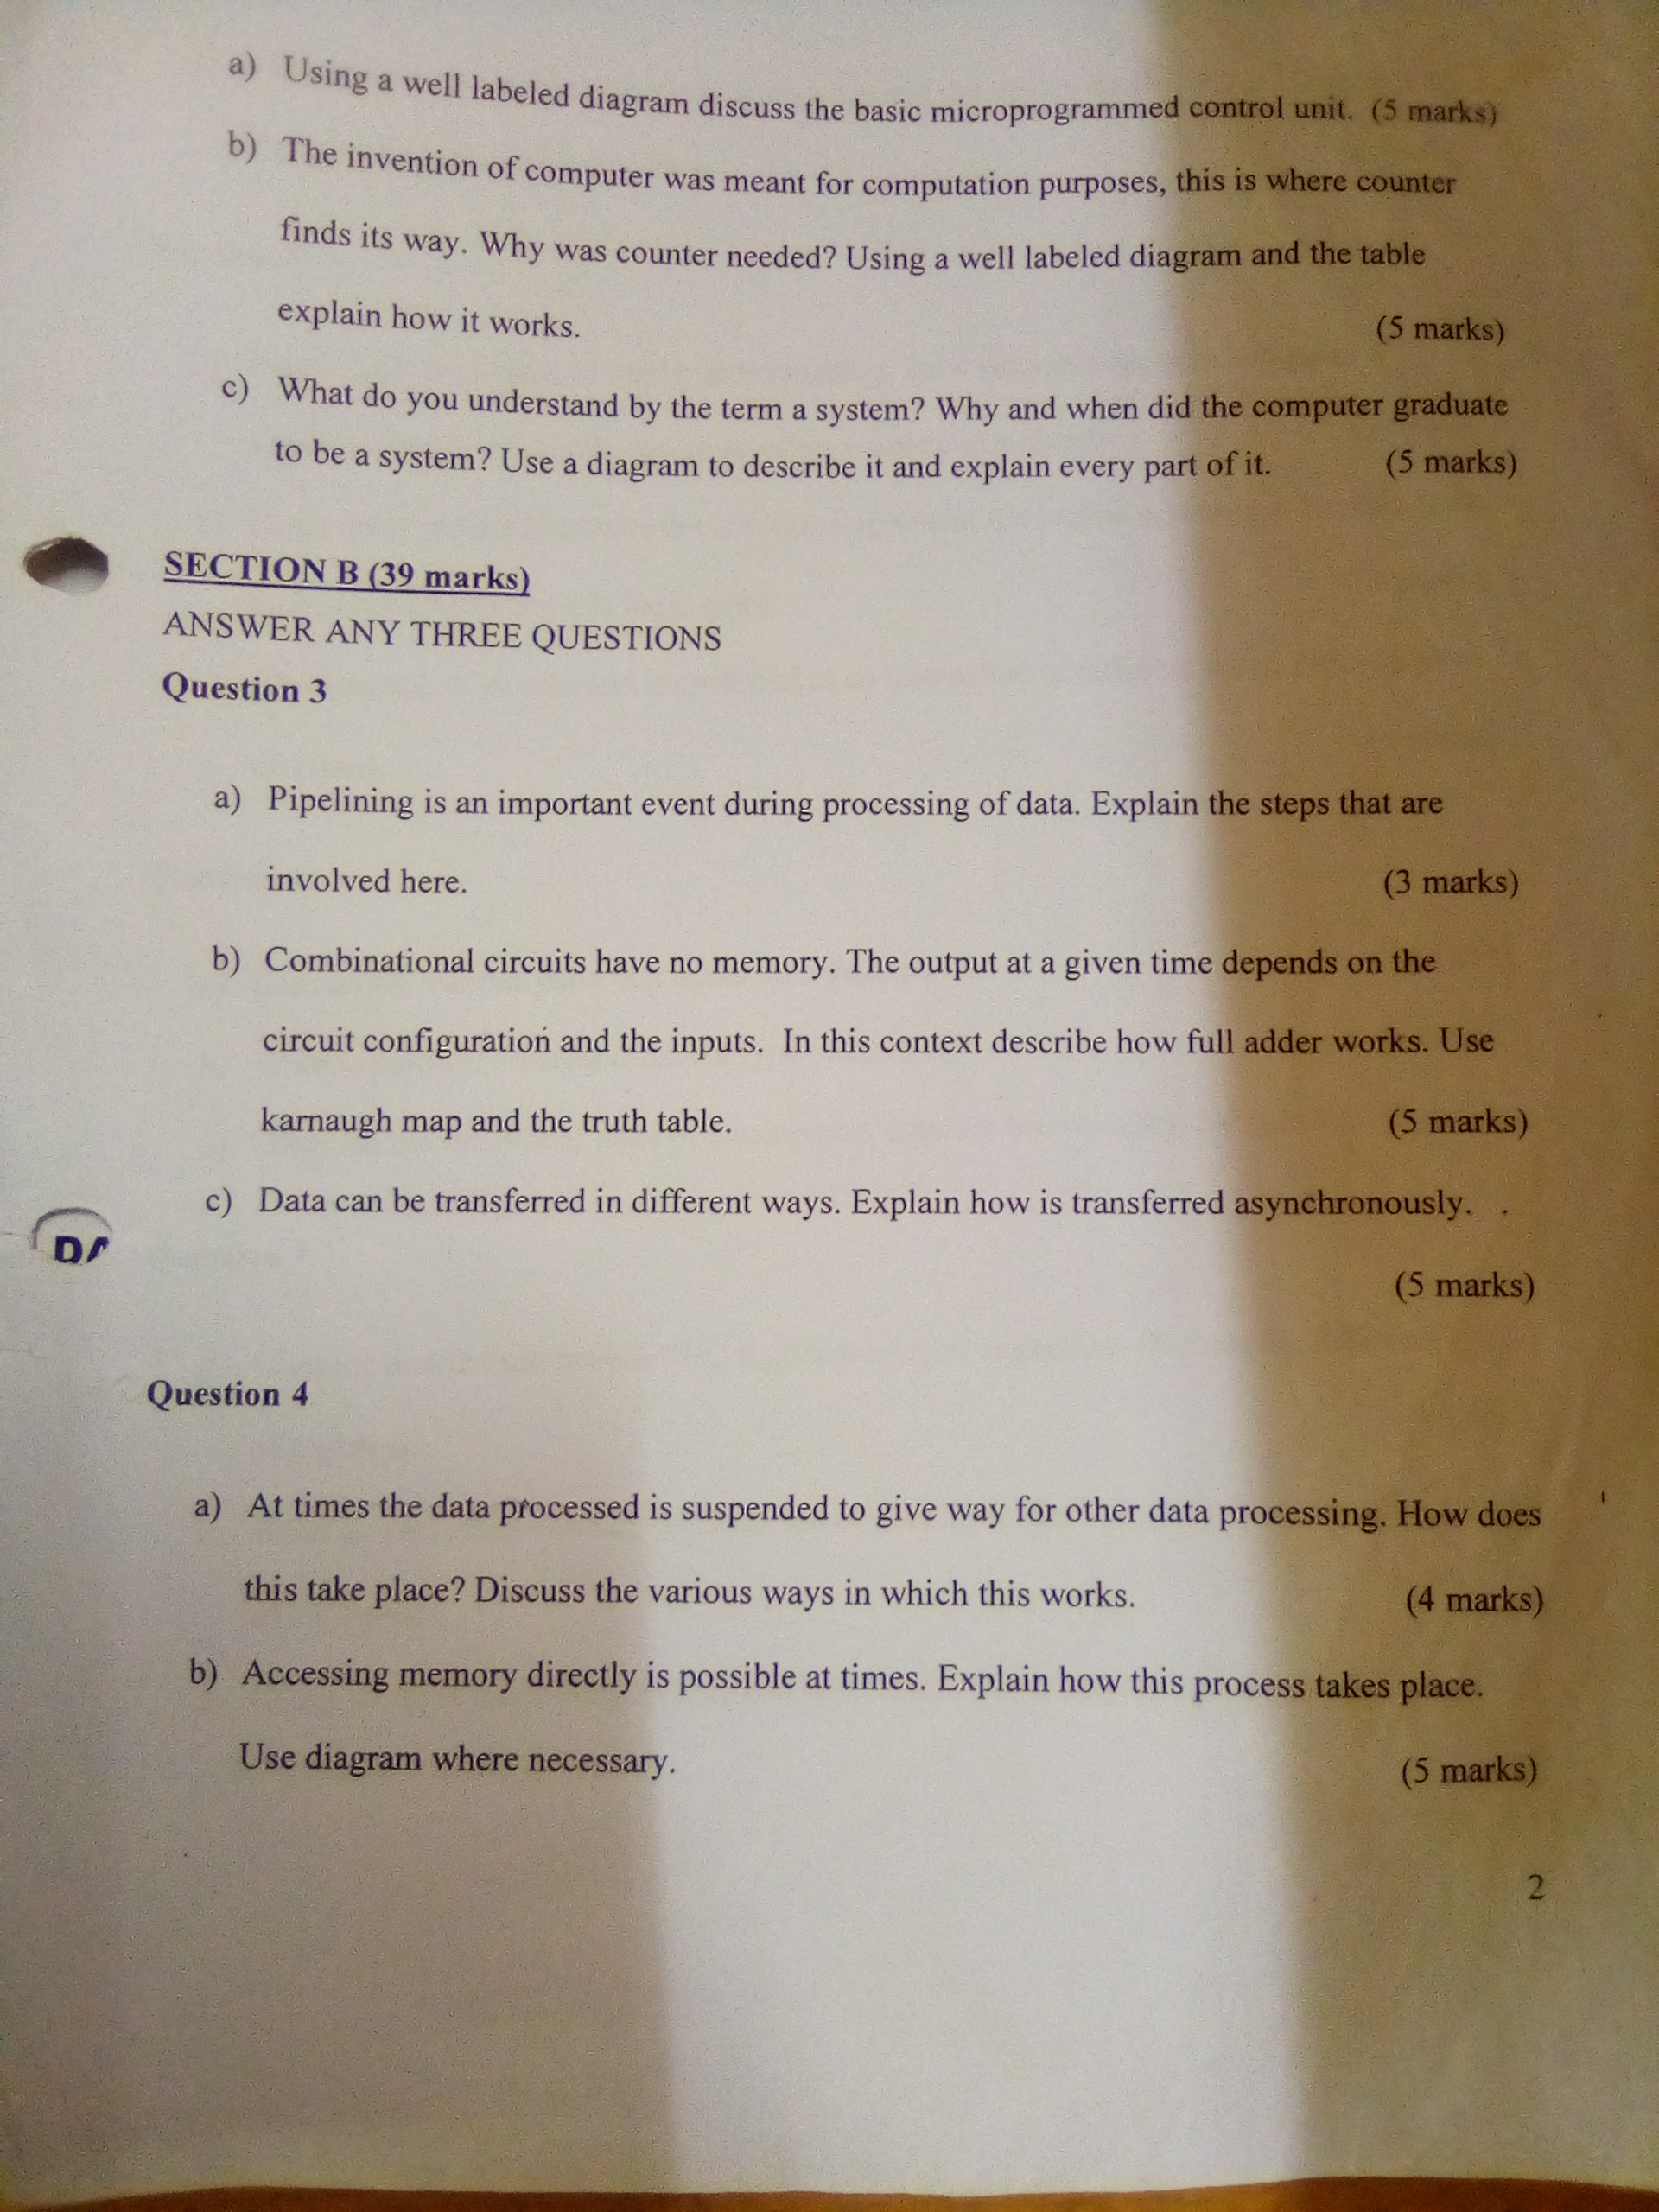 a) Using a well labeled diagram discuss the basic microprogrammed control unit. (5 marks)
b) The invention of computer was meant for computation purposes, this is where counter
finds its way. Why was counter needed? Using a well labeled diagram and the table
explain how it works. (5 marks)
c) What do you understand by the term a system? Why and when did the computer graduate
to be a system? Use a diagram to describe it and explain every part of it. (5 marks)
SECTION B (39 marks)
ANSWER ANY THREE QUESTIONS
Question 3
a) Pipelining is an important event during processing of data. Explain the steps that are
involved here. (3 marks)
b) Combinational circuits have no memory. The output at a given time depends on the
circuit configuration and the inputs. In this context describe how full adder works. Use
karnaugh map and the truth table. (5 marks)
c) Data can be transferred in different ways. Explain how is transferred asynchronously. .
(5 marks)
Question 4
a) At times the data processed is suspended to give way for other data processing. How does
this take place? Discuss the various ways in which this works. (4 marks)
b) Accessing memory directly is possible at times. Explain how this process takes place.
Use diagram where necessary. (5 marks)
2